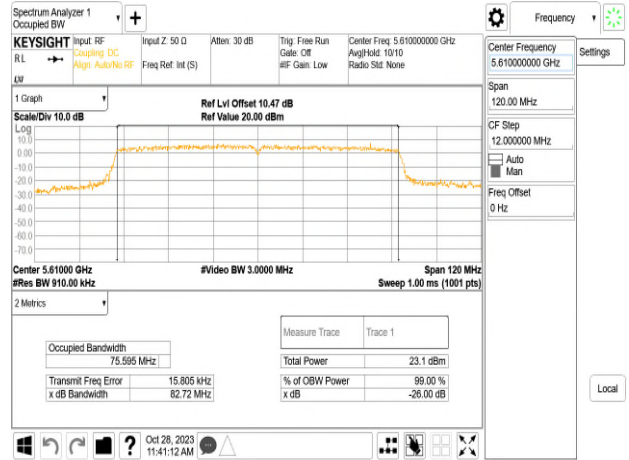 Spectrum Analyzer 1
Occupied BW
Frequency
KEYSIGHT
Input: RF
Coupling: DC
Align: Auto/No RF
Input Z: 50 Ω
Freq Ref: Int (S)
Atten: 30 dB
Trig: Free Run
Gate: Off
#IF Gain: Low
Center Freq: 5.610000000 GHz
Avg|Hold: 10/10
Radio Std: None
RL
Center Frequency
5.610000000 GHz
Settings
Span
120.00 MHz
CF Step
12.000000 MHz
Auto
Man
Freq Offset
0 Hz
1 Graph
Ref Lvl Offset 10.47 dB
Scale/Div 10.0 dB
Ref Value 20.00 dBm
Log
10.0
0.00
-10.0
-20.0
-30.0
-40.0
-50.0
-60.0
-70.0
Center 5.61000 GHz
#Video BW 3.0000 MHz
Span 120 MHz
#Res BW 910.00 kHz
Sweep 1.00 ms (1001 pts)
2 Metrics
Measure Trace
Trace 1
Occupied Bandwidth
75.595 MHz
Total Power
23.1 dBm
Transmit Freq Error
15.805 kHz
% of OBW Power
99.00 %
x dB Bandwidth
82.72 MHz
x dB
-26.00 dB
Local
?
Oct 28, 2023
11:41:12 AM